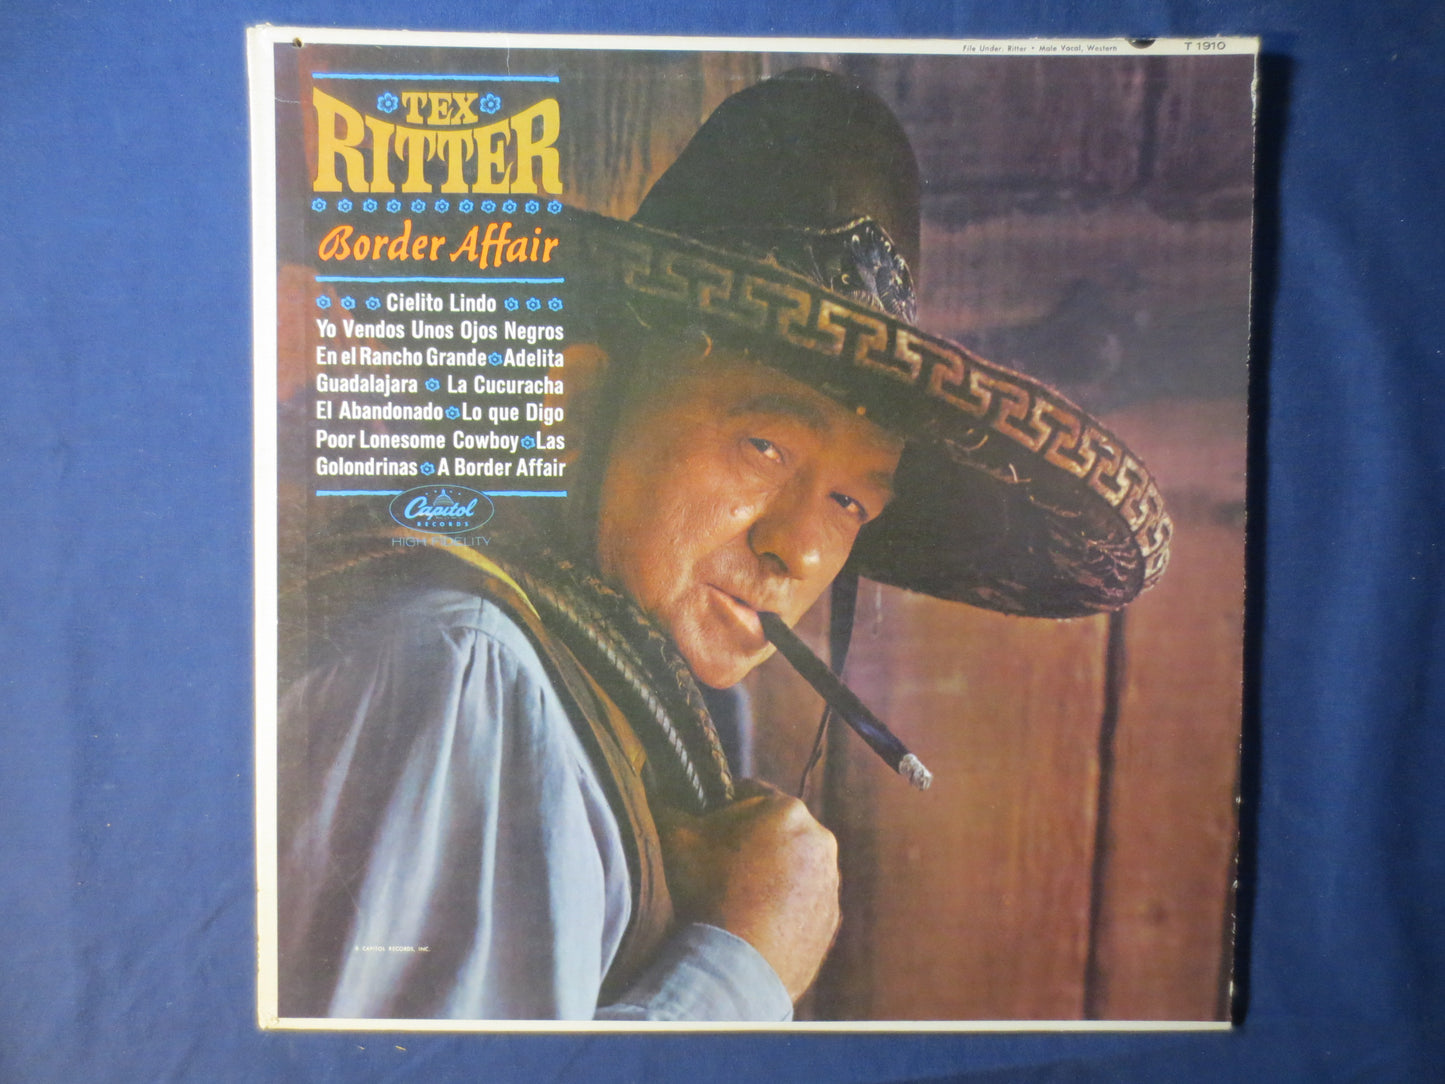 File Under: Ritter • Male Vocal, Western
T 1910
TEX
RITTER
Border Affair
Cielito Lindo
Yo Vendos Unos Ojos Negros
En el Rancho Grande Adelita
Guadalajara La Cucuracha
El Abandonado Lo que Digo
Poor Lonesome Cowboy Las
Golondrinas A Border Affair
Capitol
RECORDS
HIGH FIDELITY
© CAPITOL RECORDS, INC.